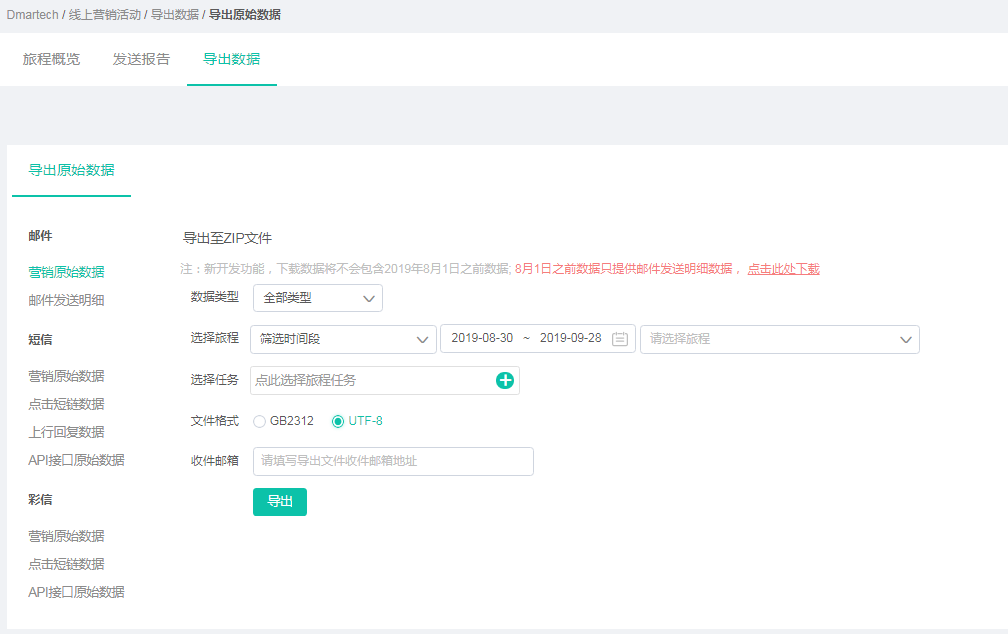 Dmartech / 线上营销活动 / 导出数据 / 导出原始数据
旅程概览 发送报告 导出数据
导出原始数据
邮件
营销原始数据
邮件发送明细
短信
营销原始数据
点击短链数据
上行回复数据
API接口原始数据
彩信
营销原始数据
点击短链数据
API接口原始数据
导出至ZIP文件
注：新开发功能，下载数据将不会包含2019年8月1日之前数据; 8月1日之前数据只提供邮件发送明细数据， 点击此处下载
数据类型 全部类型
选择旅程 筛选时间段 2019-08-30 ~ 2019-09-28 请选择旅程
选择任务 点此选择旅程任务
文件格式 GB2312 UTF-8
收件邮箱 请填写导出文件收件邮箱地址
导出